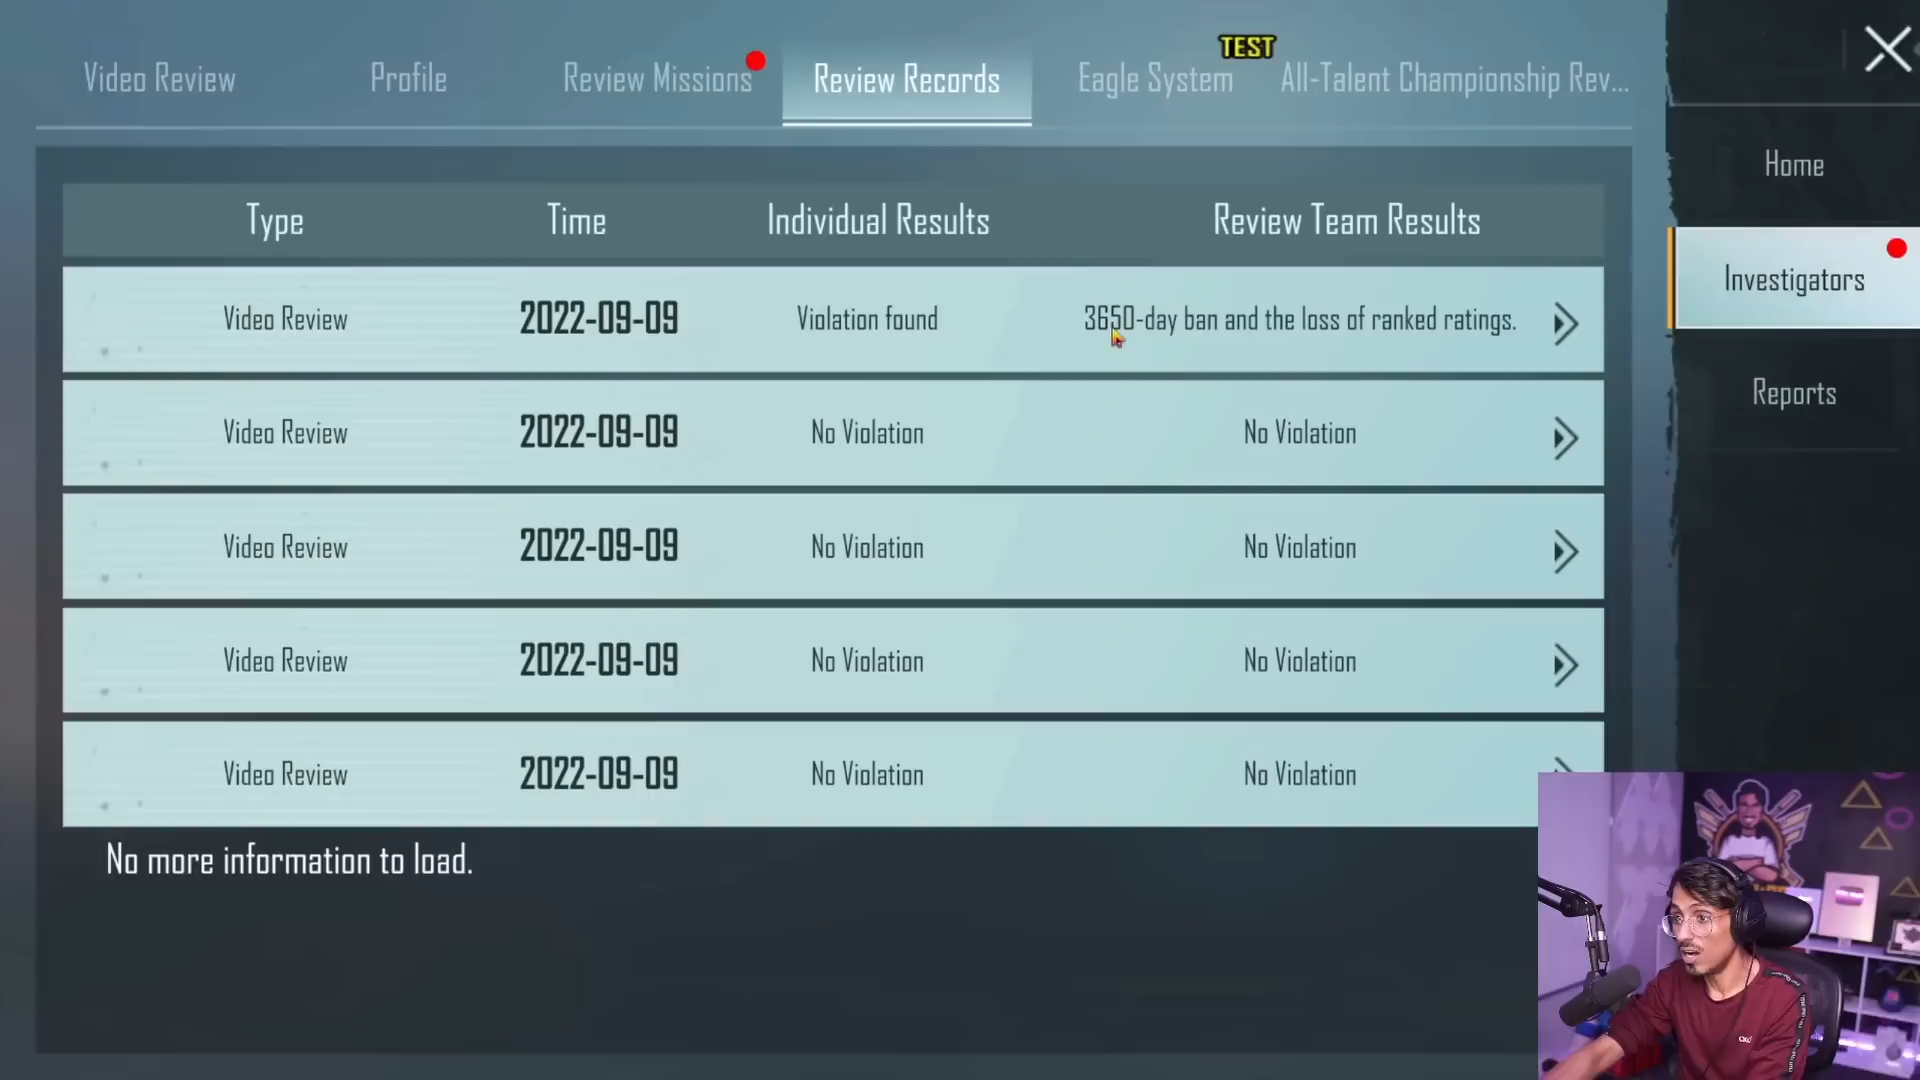 TEST
Video Review
Profile
Review Missions
Review Records
Eagle System
All-Talent Championship Rev...
Home
Investigators
Reports
Type Time Individual Results Review Team Results
Video Review 2022-09-09 Violation found 3650-day ban and the loss of ranked ratings.
Video Review 2022-09-09 No Violation No Violation
Video Review 2022-09-09 No Violation No Violation
Video Review 2022-09-09 No Violation No Violation
Video Review 2022-09-09 No Violation No Violation
No more information to load.